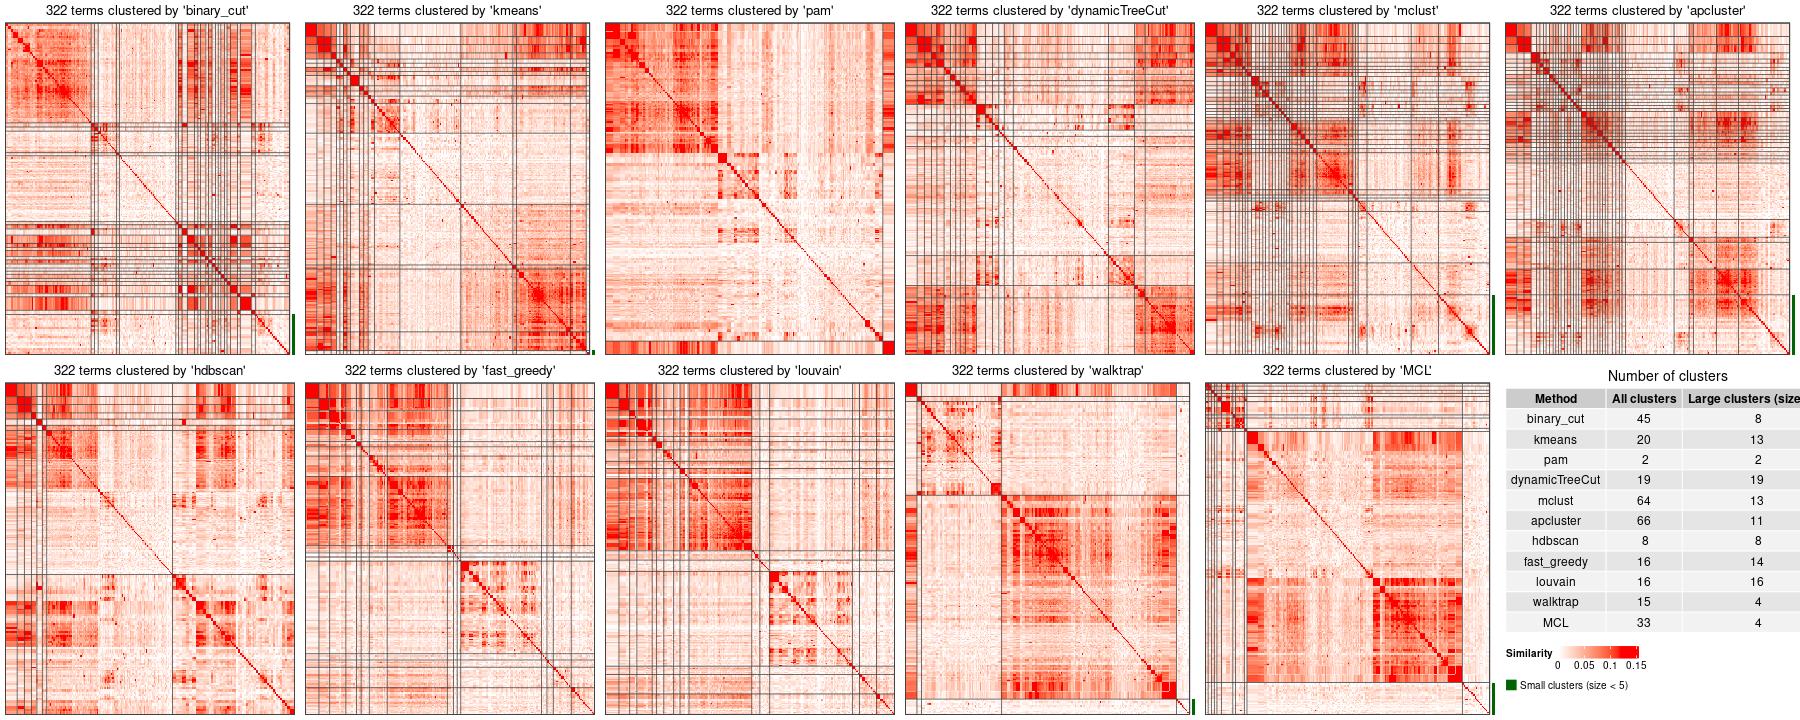 322 terms clustered by 'binary_cut'
322 terms clustered by 'kmeans'
322 terms clustered by 'pam'
322 terms clustered by 'dynamicTreeCut'
322 terms clustered by 'mclust'
322 terms clustered by 'apcluster'
322 terms clustered by 'hdbscan'
322 terms clustered by 'fast_greedy'
322 terms clustered by 'louvain'
322 terms clustered by 'walktrap'
322 terms clustered by 'MCL'
Number of clusters
Method All clusters Large clusters (size
binary_cut 45 8
kmeans 20 13
pam 2 2
dynamicTreeCut 19 19
mclust 64 13
apcluster 66 11
hdbscan 8 8
fast_greedy 16 14
louvain 16 16
walktrap 15 4
MCL 33 4
Similarity
0 0.05 0.1 0.15
Small clusters (size < 5)